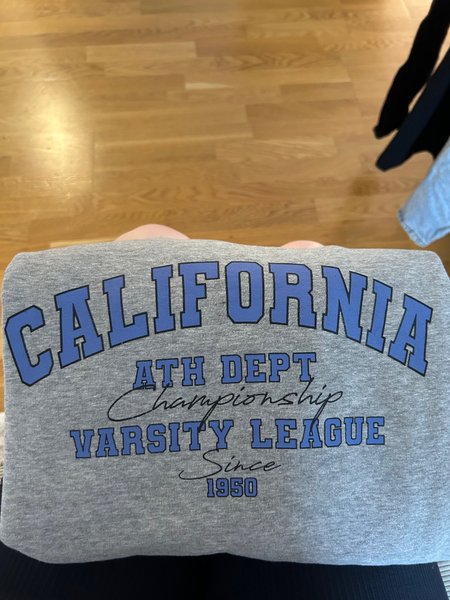 CALIFORNIA
ATH DEPT
Championship
VARSITY LEAGUE
Since
1950